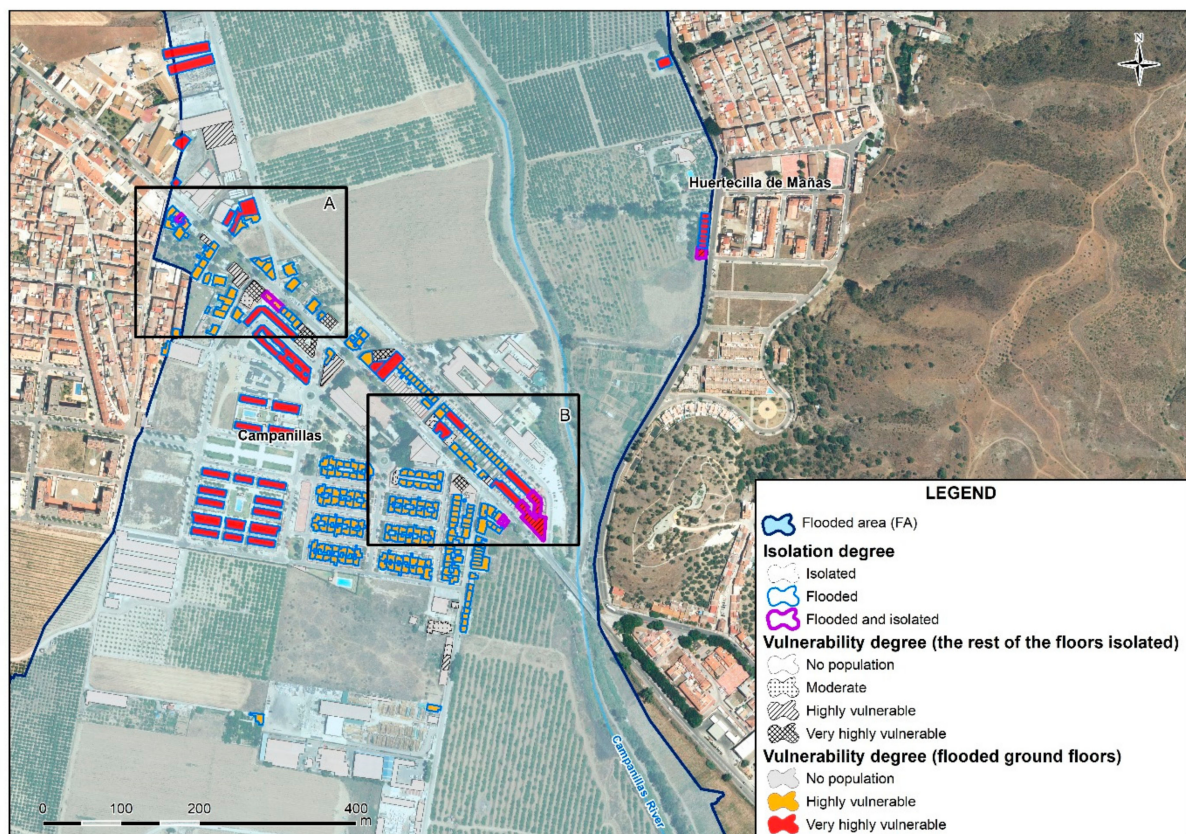 N
A
Huertecilla de Mañas
B
Campanillas
Campanillas River
0 100 200 400
m
LEGEND
Flooded area (FA)
Isolation degree
Isolated
Flooded
Flooded and isolated
Vulnerability degree (the rest of the floors isolated)
No population
Moderate
Highly vulnerable
Very highly vulnerable
Vulnerability degree (flooded ground floors)
No population
Highly vulnerable
Very highly vulnerable